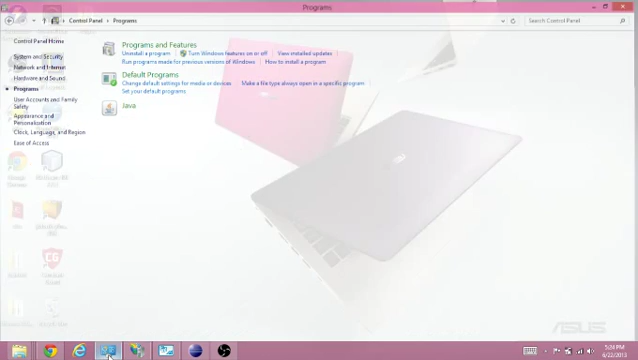 Programs
Control Panel ▸ Programs
Search Control Panel
Control Panel Home
System and Security
Network and Internet
Hardware and Sound
Programs
User Accounts and Family
Safety
Appearance and
Personalization
Clock, Language, and Region
Ease of Access
Programs and Features
Uninstall a program
Turn Windows features on or off
View installed updates
Run programs made for previous versions of Windows
How to install a program
Default Programs
Change default settings for media or devices
Make a file type always open in a specific program
Set your default programs
Java
ASUS
5:24 PM
6/22/2013